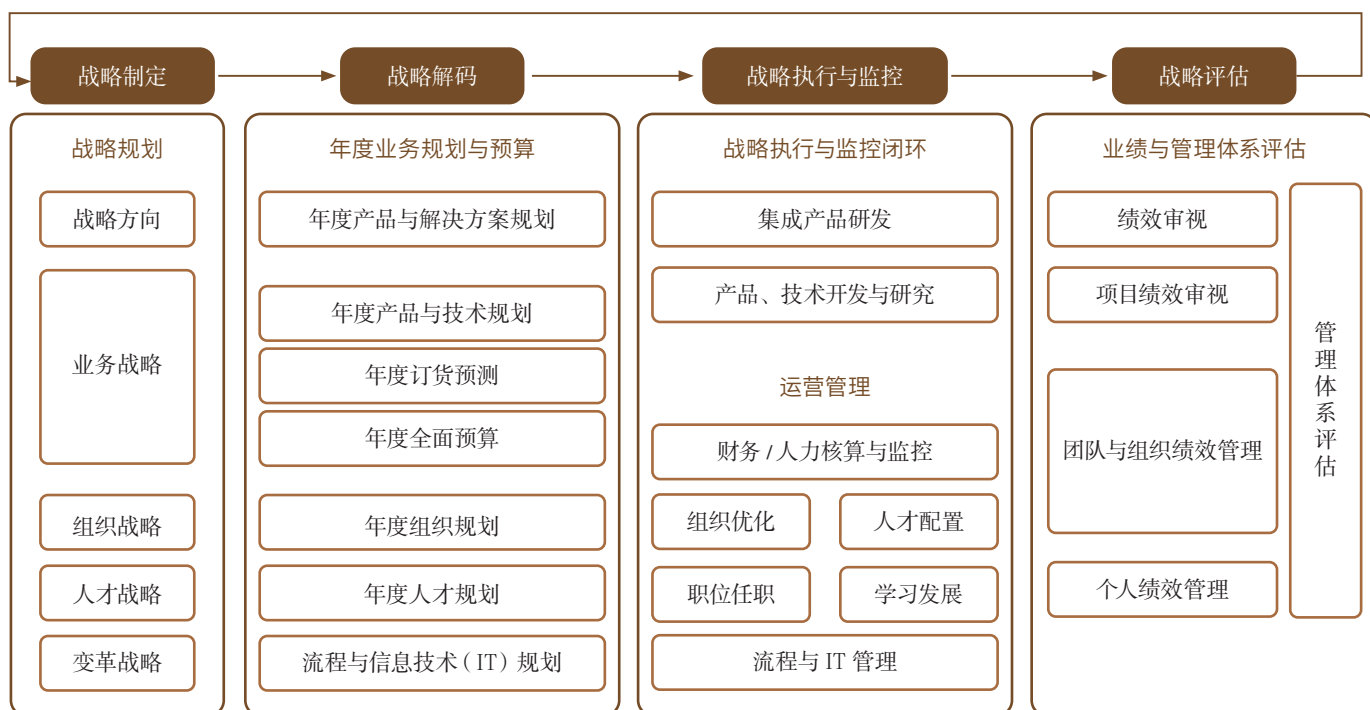 战略制定
战略解码
战略执行与监控
战略评估
战略规划
战略方向
业务战略
组织战略
人才战略
变革战略
年度业务规划与预算
年度产品与解决方案规划
年度产品与技术规划
年度订货预测
年度全面预算
年度组织规划
年度人才规划
流程与信息技术（IT）规划
战略执行与监控闭环
集成产品研发
产品、技术开发与研究
运营管理
财务/人力核算与监控
组织优化
人才配置
职位任职
学习发展
流程与 IT 管理
业绩与管理体系评估
绩效审视
项目绩效审视
团队与组织绩效管理
个人绩效管理
管理体系评估